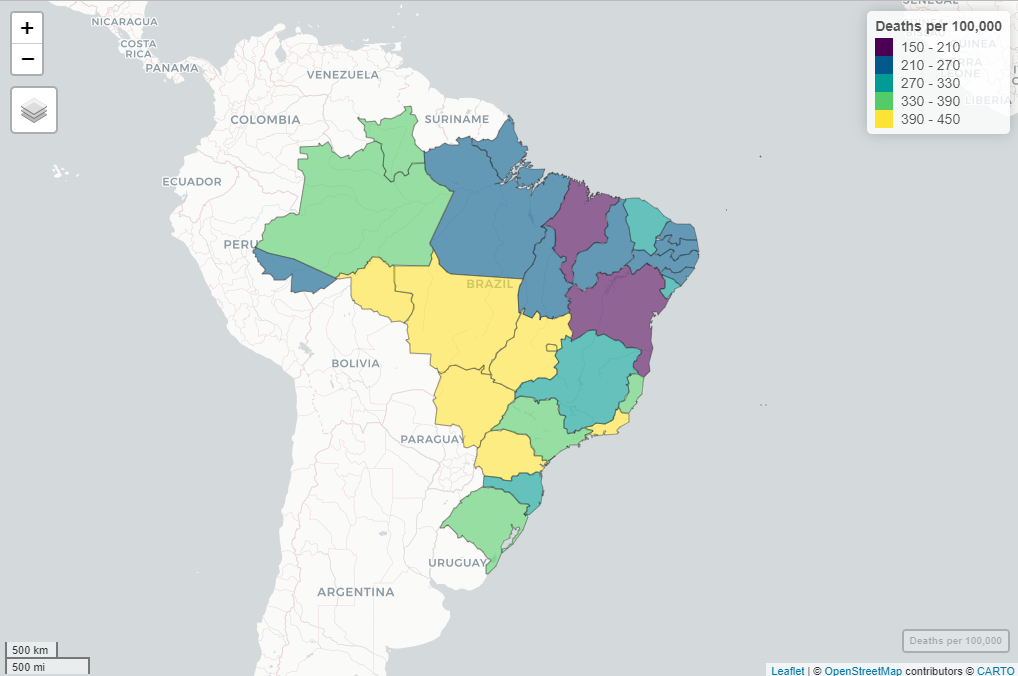 +
−
NICARAGUA
COSTA
RICA
PANAMA
VENEZUELA
COLOMBIA
SURINAME
ECUADOR
PERU
BRAZIL
BOLIVIA
PARAGUAY
URUGUAY
ARGENTINA
SENEGAL
Deaths per 100,000
150 - 210
210 - 270
270 - 330
330 - 390
390 - 450
LIBERIA
Deaths per 100,000
500 km
500 mi
Leaflet | © OpenStreetMap contributors © CARTO